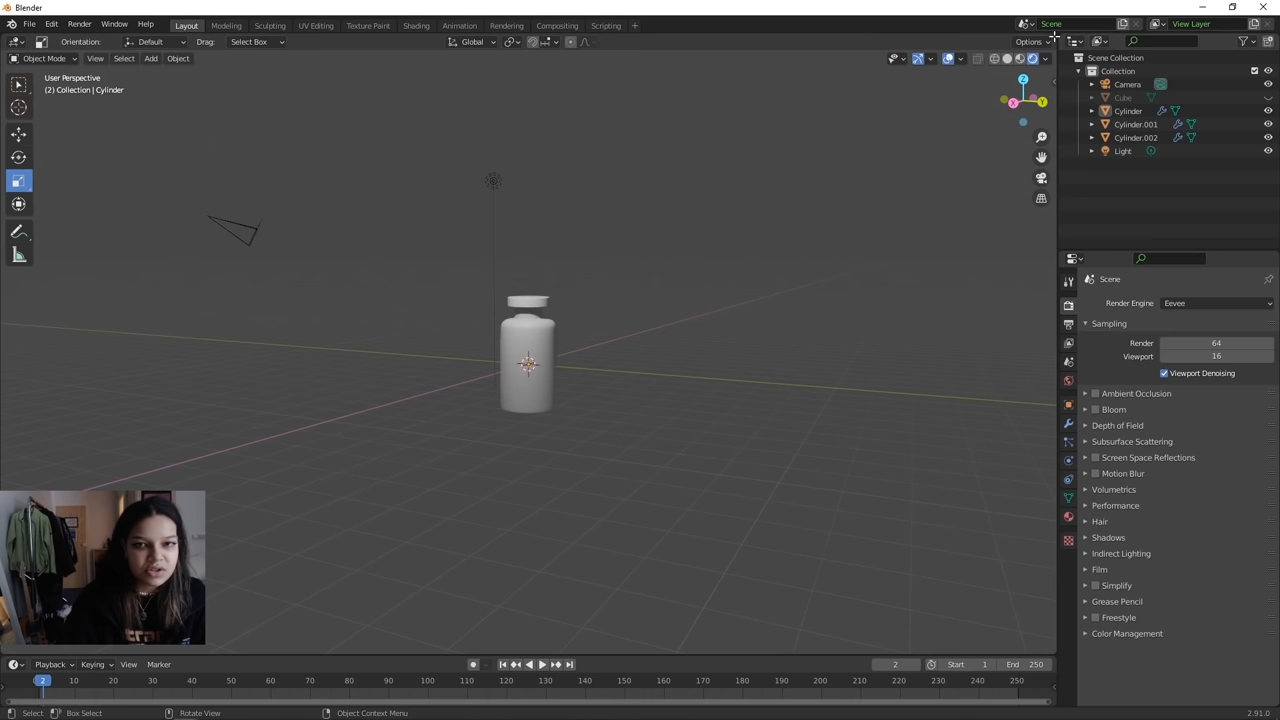 Blender
File Edit Render Window Help Layout Modeling Sculpting UV Editing Texture Paint Shading Animation Rendering Compositing Scripting + Scene View Layer
Orientation: Default Drag: Select Box Global Options
Object Mode View Select Add Object
User Perspective
(2) Collection | Cylinder
Z
X Y
Scene Collection
Collection
Camera
Cube
Cylinder
Cylinder.001
Cylinder.002
Light
Scene
Render Engine Eevee
Sampling
Render 64
Viewport 16
Viewport Denoising
Ambient Occlusion
Bloom
Depth of Field
Subsurface Scattering
Screen Space Reflections
Motion Blur
Volumetrics
Performance
Hair
Shadows
Indirect Lighting
Film
Simplify
Grease Pencil
Freestyle
Color Management
Playback Keying View Marker 2 Start 1 End 250
2 10 20 30 40 50 60 70 80 90 100 110 120 130 140 150 160 170 180 190 200 210 220 230 240 250
Select Box Select Rotate View Object Context Menu 2.91.0